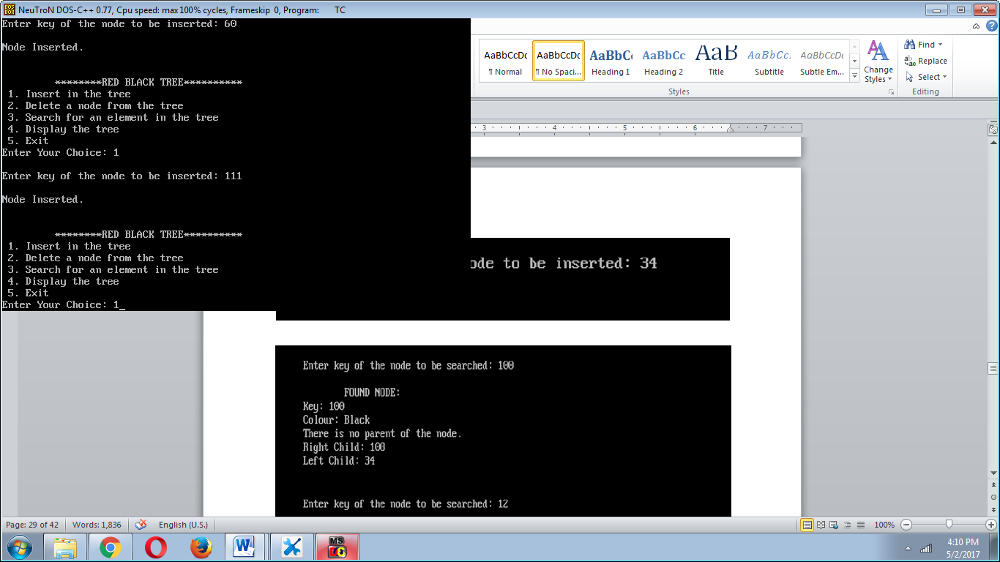 NeuTroN DOS-C++ 0.77, Cpu speed: max 100% cycles, Frameskip 0, Program: TC
Enter key of the node to be inserted: 60
Node Inserted.
********RED BLACK TREE**********
1. Insert in the tree
2. Delete a node from the tree
3. Search for an element in the tree
4. Display the tree
5. Exit
Enter Your Choice: 1
Enter key of the node to be inserted: 111
Node Inserted.
********RED BLACK TREE**********
1. Insert in the tree
2. Delete a node from the tree
3. Search for an element in the tree
4. Display the tree
5. Exit
Enter Your Choice: 1_
AaBbCcDc AaBbCcDc AaBbCc AaBbCc AaB AaBbCc. AaBbCcDc
¶ Normal ¶ No Spaci... Heading 1 Heading 2 Title Subtitle Subtle Em...
Change Styles
Styles
Find
Replace
Select
Editing
3 4 5 6 7
ode to be inserted: 34
Enter key of the node to be searched: 100
FOUND NODE:
Key: 100
Colour: Black
There is no parent of the node.
Right Child: 108
Left Child: 34
Enter key of the node to be searched: 12
Page: 29 of 42 Words: 1,836 English (U.S.) 100%
4:10 PM
5/2/2017